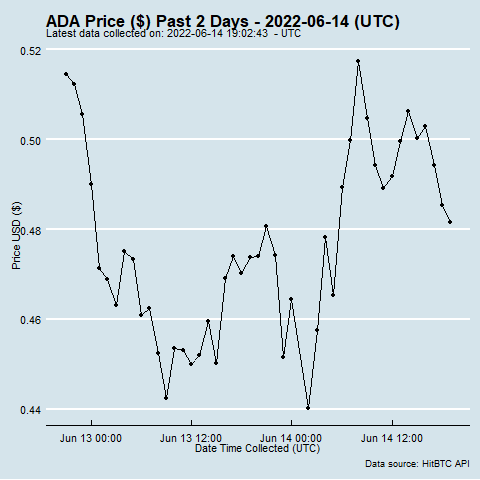 ADA Price ($) Past 2 Days - 2022-06-14 (UTC)
Latest data collected on: 2022-06-14 19:02:43  - UTC
0.52
0.50
0.48
0.46
0.44
Price USD ($)
Jun 13 00:00 Jun 13 12:00 Jun 14 00:00 Jun 14 12:00
Date Time Collected (UTC)
Data source: HitBTC API